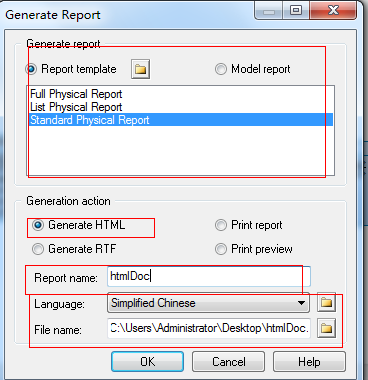 Generate Report
Generate report
Report template
Model report
Full Physical Report
List Physical Report
Standard Physical Report
Generation action
Generate HTML
Print report
Generate RTF
Print preview
Report name: htmlDoc
Language: Simplified Chinese
File name: C:\Users\Administrator\Desktop\htmlDoc.
OK Cancel Help